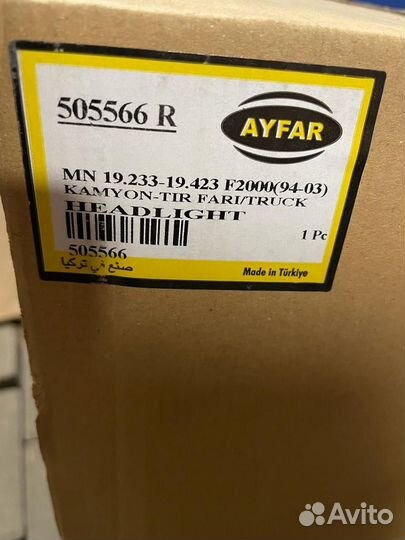 505566 R
AYFAR
MN 19.233-19.423 F2000(94-03)
KAMYON-TIR FARI/TRUCK
HEADLIGHT
1 Pc
505566
صنع في تركيا
Made in Türkiye
Avito